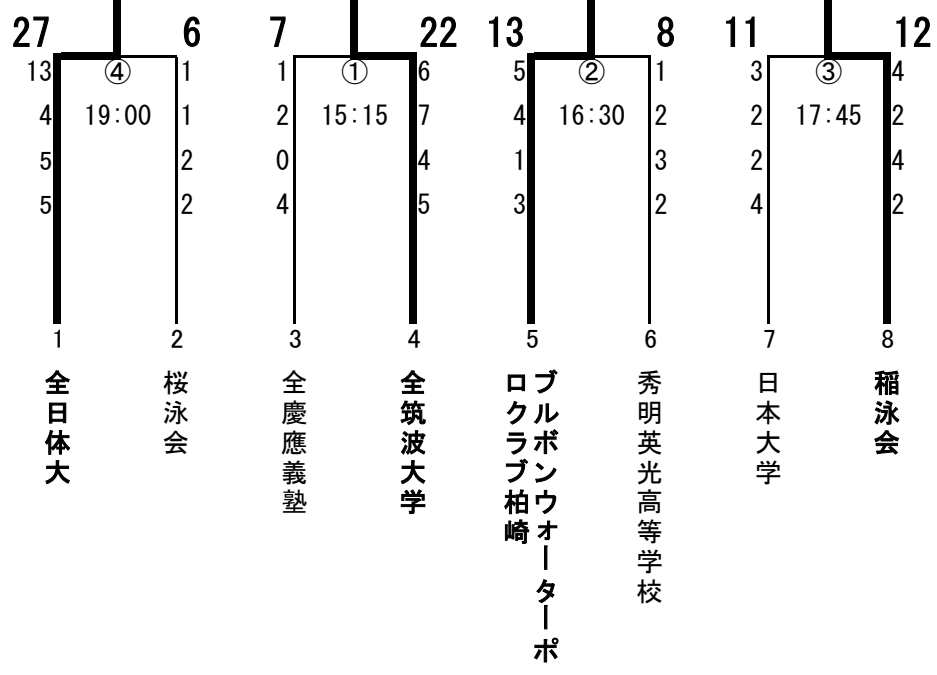 27 6 7 22 13 8 11 12
13 ④ 1 1 ① 6 5 ② 1 3 ③ 4
4 19:00 1 2 15:15 7 4 16:30 2 2 17:45 2
5 2 0 4 1 3 2 4
5 2 4 5 3 2 4 2
1 2 3 4 5 6 7 8
全日体大
桜泳会
全慶應義塾
全筑波大学
ブルボンウォーターポ
ロクラブ柏崎
秀明英光高等学校
日本大学
稲泳会